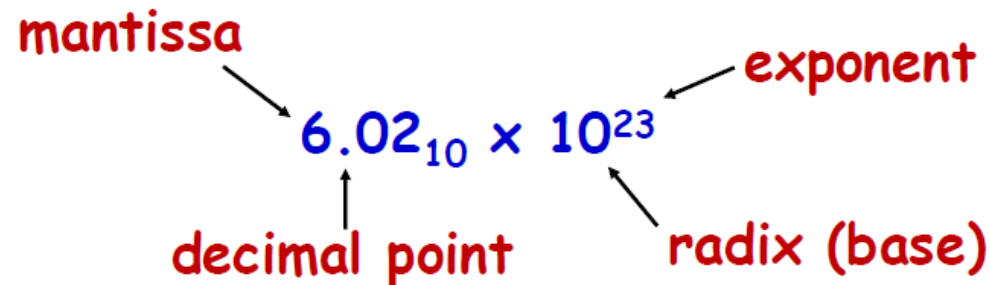 mantissa
exponent
6.02₁₀ x 10²³
decimal point
radix (base)